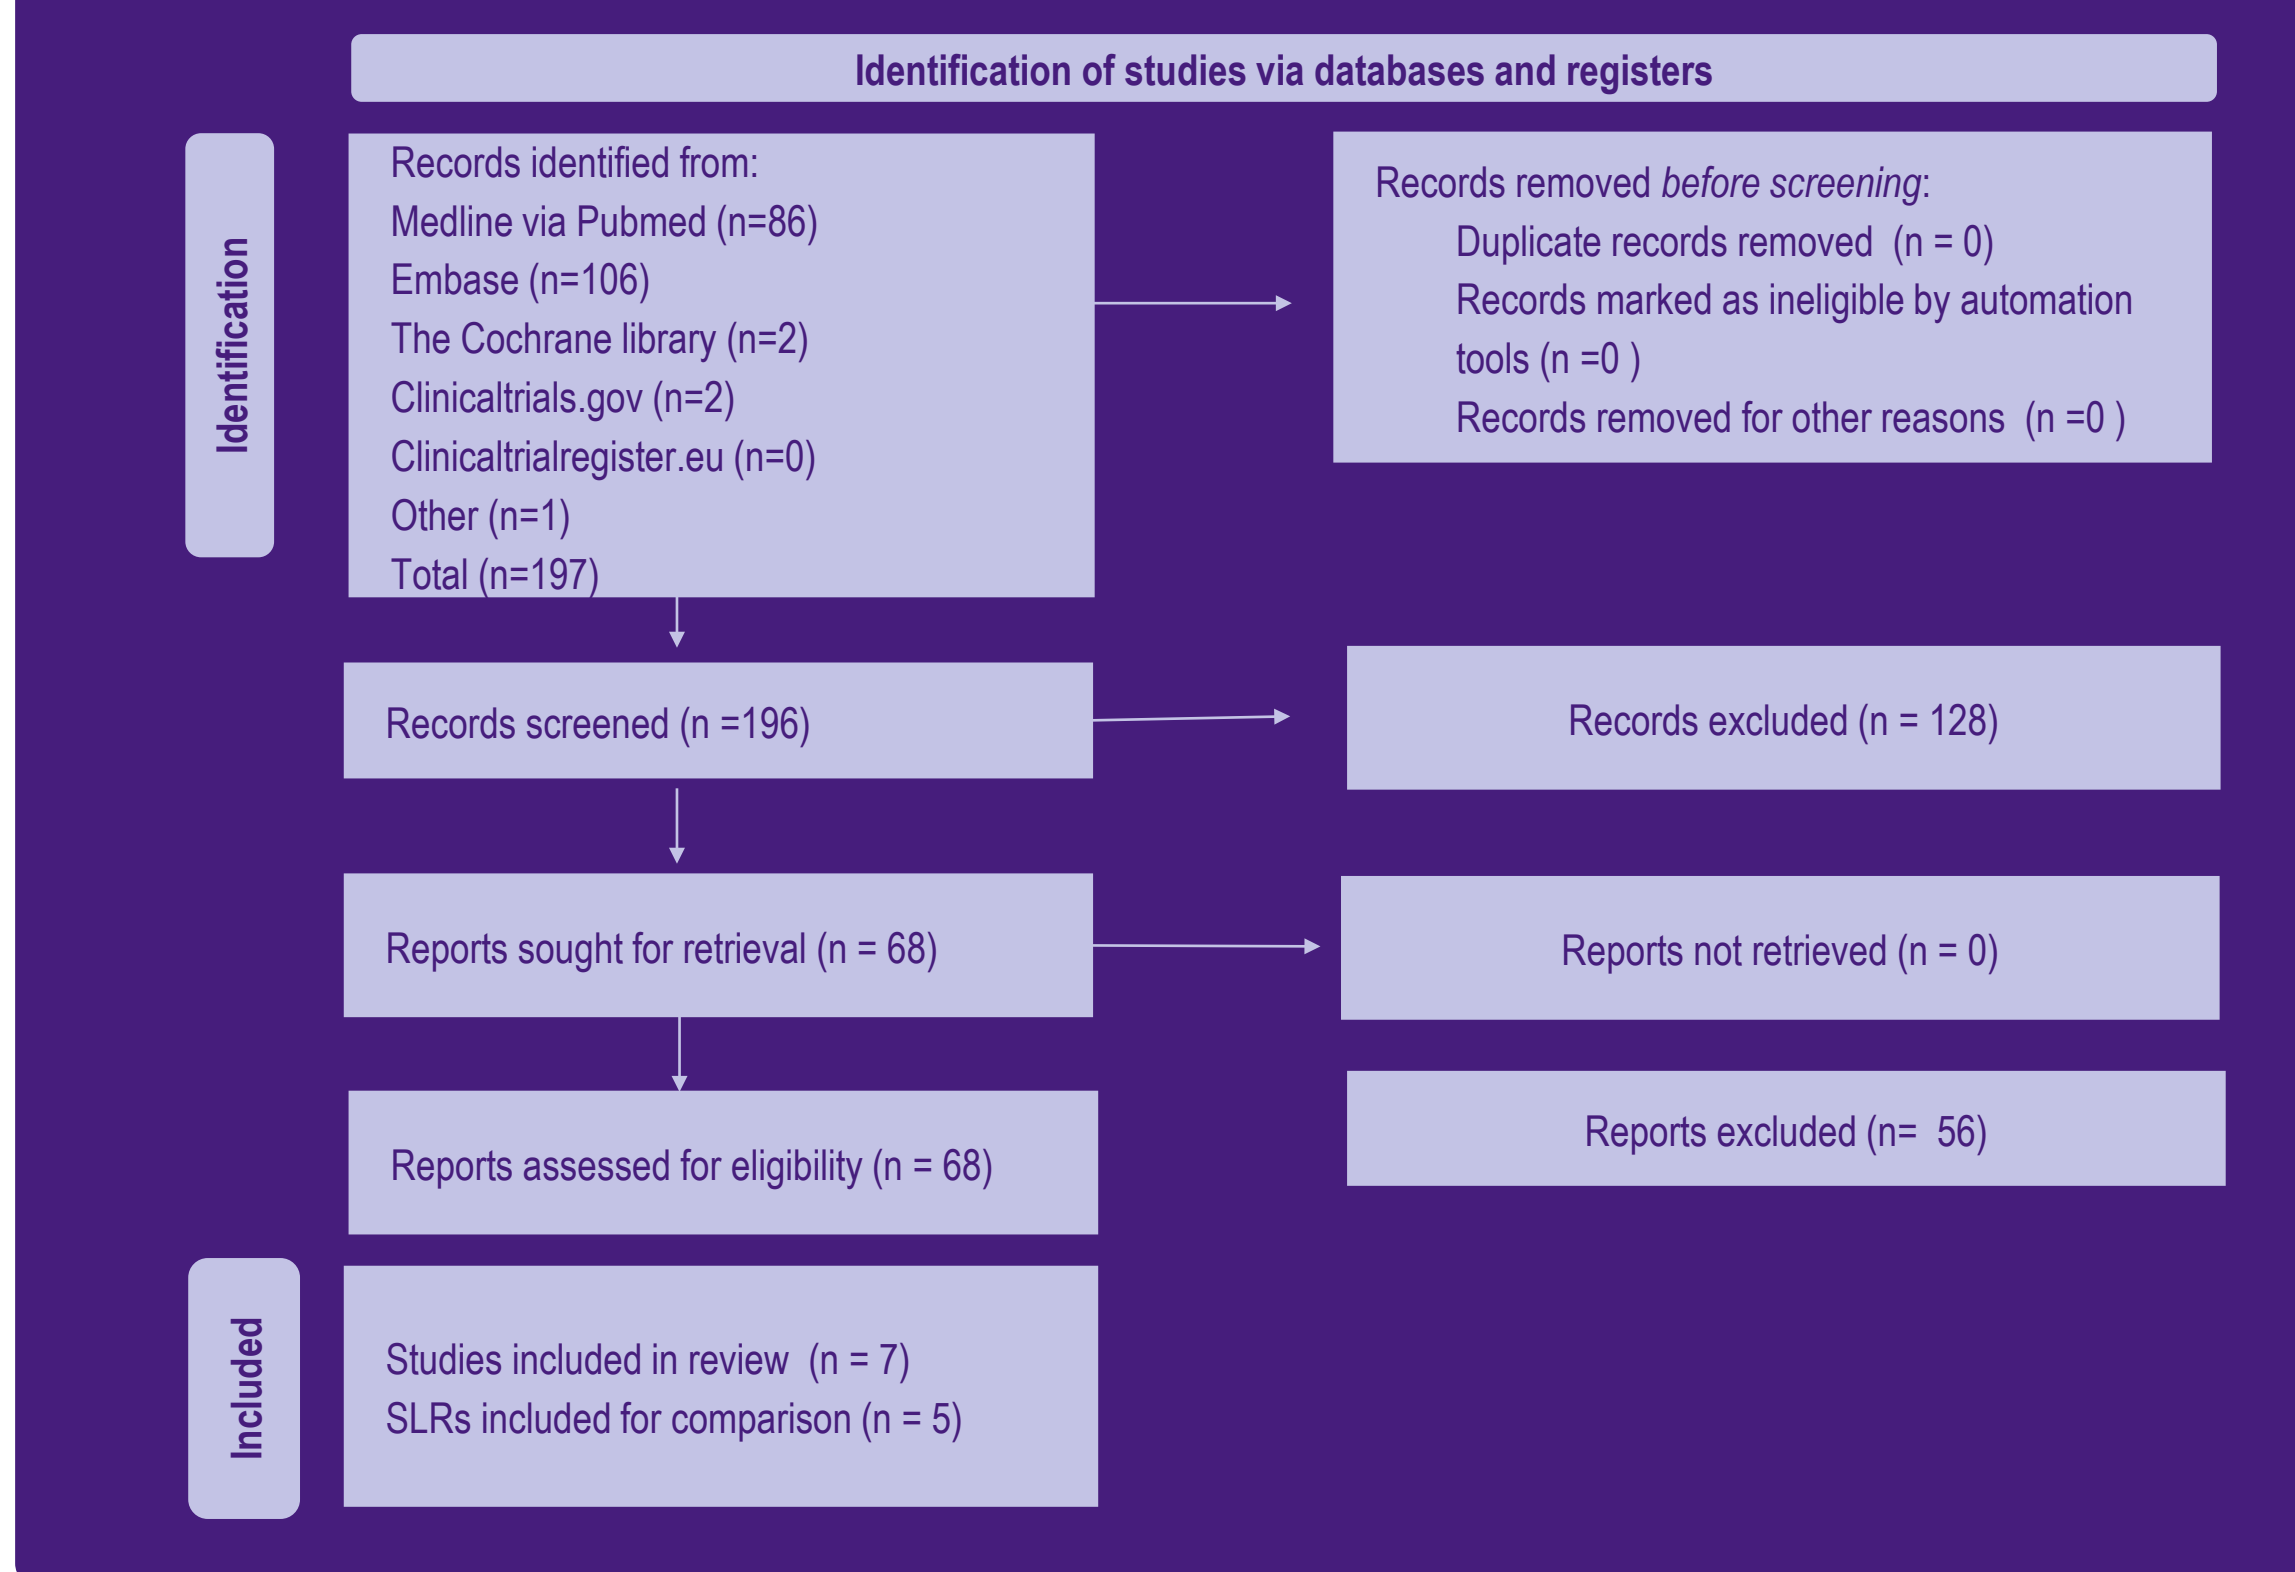 Identification of studies via databases and registers
Identification
Records identified from:
Medline via Pubmed (n=86)
Embase (n=106)
The Cochrane library (n=2)
Clinicaltrials.gov (n=2)
Clinicaltrialregister.eu (n=0)
Other (n=1)
Total (n=197)
Records removed before screening:
Duplicate records removed  (n = 0)
Records marked as ineligible by automation
tools (n =0 )
Records removed for other reasons  (n =0 )
Records screened (n =196)
Records excluded (n = 128)
Reports sought for retrieval (n = 68)
Reports not retrieved (n = 0)
Reports assessed for eligibility (n = 68)
Reports excluded (n=  56)
Included
Studies included in review  (n = 7)
SLRs included for comparison (n = 5)